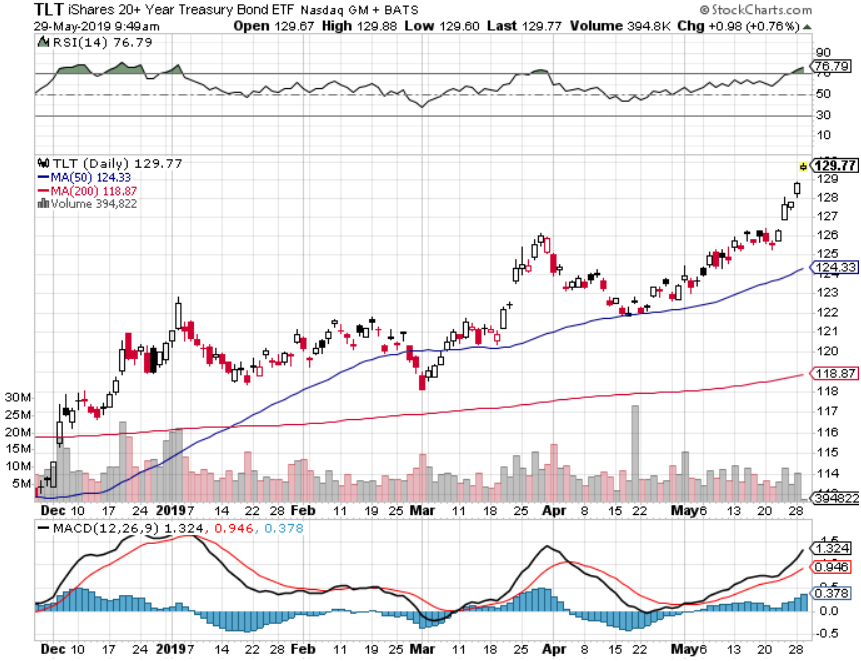 TLT iShares 20+ Year Treasury Bond ETF Nasdaq GM + BATS © StockCharts.com
29-May-2019 9:49am Open 129.67 High 129.88 Low 129.60 Last 129.77 Volume 394.8K Chg +0.98 (+0.76%)
RSI(14) 76.79
90
76.79
70
50
30
10
TLT (Daily) 129.77
MA(50) 124.33
MA(200) 118.87
Volume 394,822
129.77
129
128
127
126
125
124.33
123
122
121
120
118.87
118
117
116
115
114
394822
30M
25M
20M
15M
10M
5M
Dec 10 17 24 2019 7 14 22 28 Feb 11 19 25 Mar 11 18 25 Apr 8 15 22 May 6 13 20 28
MACD(12,26,9) 1.324, 0.946, 0.378
1.5
1.324
0.946
0.378
0.0
-0.5
Dec 10 17 24 2019 7 14 22 28 Feb 11 19 25 Mar 11 18 25 Apr 8 15 22 May 6 13 20 28